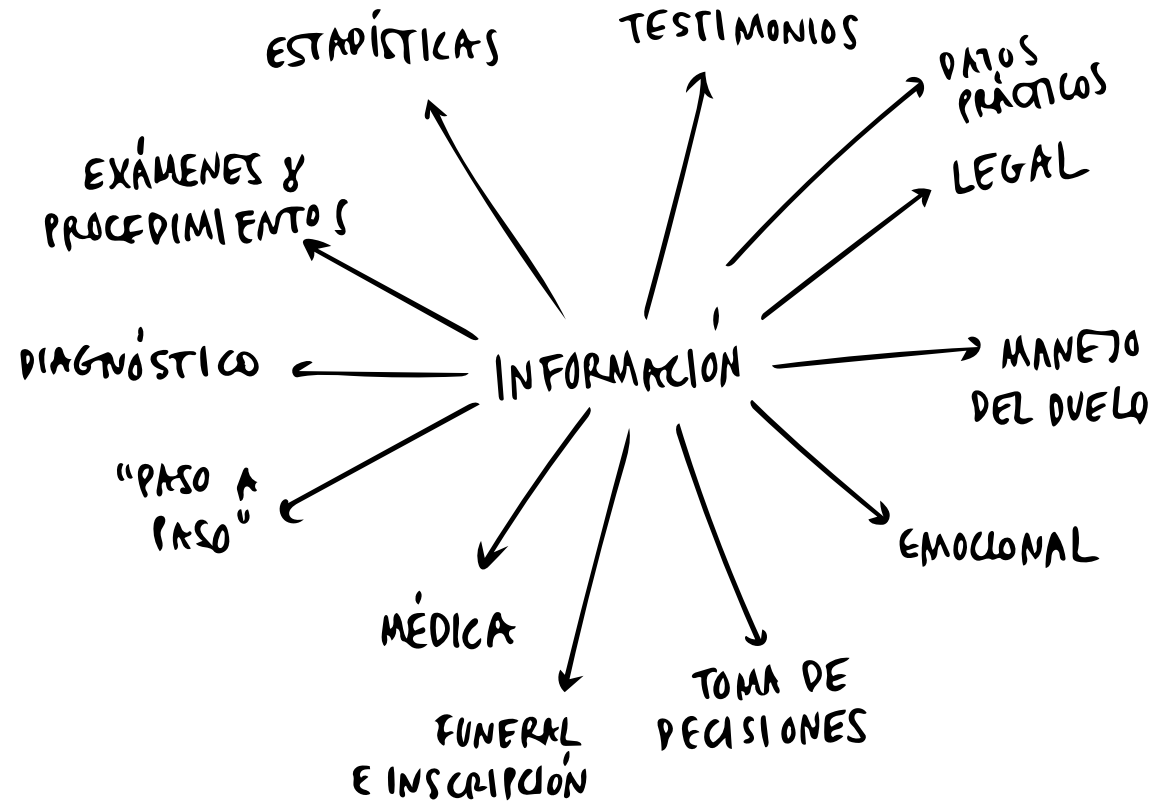 ESTADÍSTICAS
TESTIMONIOS
DATOS
PRÁCTICOS
LEGAL
EXÁMENES Y
PROCEDIMIENTOS
DIAGNÓSTICO
INFORMACIÓN
MANEJO
DEL DUELO
"PASO A
PASO"
EMOCIONAL
MÉDICA
TOMA DE
DECISIONES
FUNERAL
E INSCRIPCIÓN